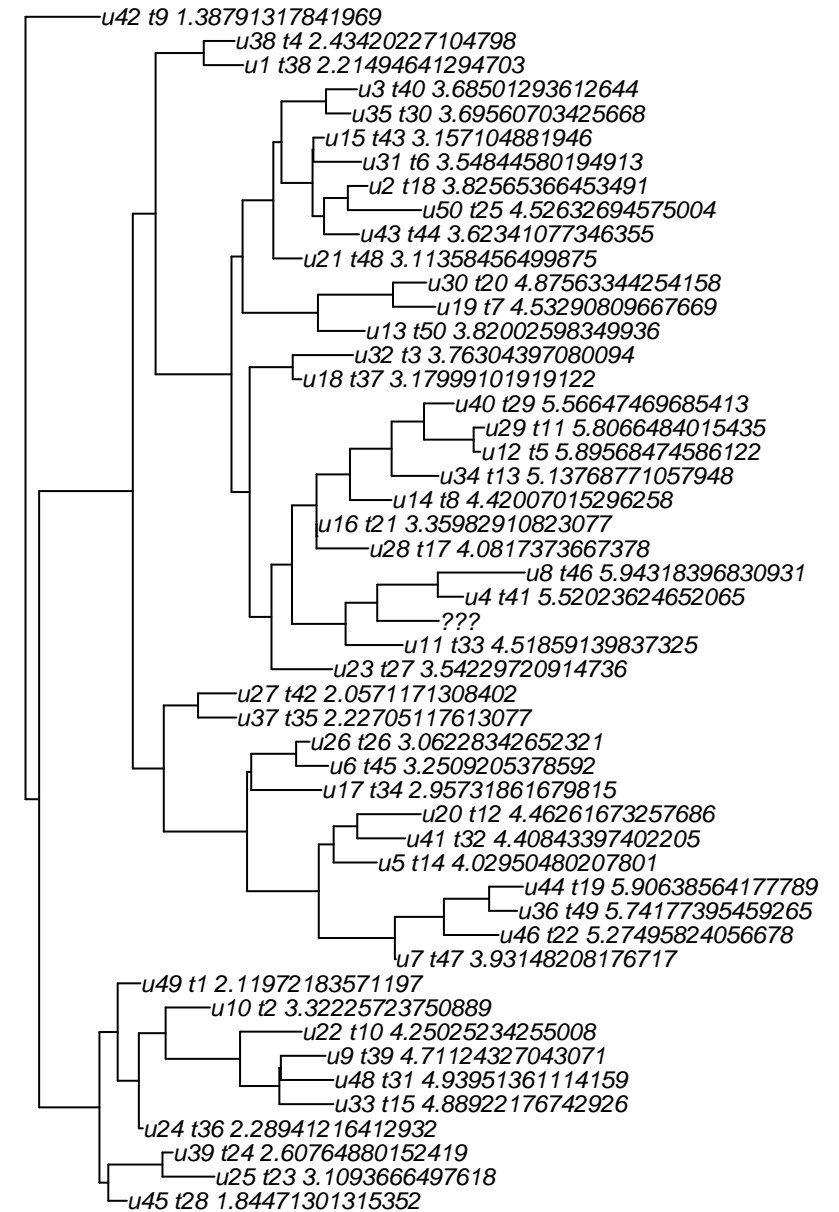 u42 t9 1.38791317841969
u38 t4 2.43420227104798
u1 t38 2.21494641294703
u3 t40 3.68501293612644
u35 t30 3.69560703425668
u15 t43 3.157104881946
u31 t6 3.54844580194913
u2 t18 3.82565366453491
u50 t25 4.52632694575004
u43 t44 3.62341077346355
u21 t48 3.11358456499875
u30 t20 4.87563344254158
u19 t7 4.53290809667669
u13 t50 3.82002598349936
u32 t3 3.76304397080094
u18 t37 3.17999101919122
u40 t29 5.56647469685413
u29 t11 5.8066484015435
u12 t5 5.89568474586122
u34 t13 5.13768771057948
u14 t8 4.42007015296258
u16 t21 3.35982910823077
u28 t17 4.0817373667378
u8 t46 5.94318396830931
u4 t41 5.52023624652065
???
u11 t33 4.51859139837325
u23 t27 3.54229720914736
u27 t42 2.0571171308402
u37 t35 2.22705117613077
u26 t26 3.06228342652321
u6 t45 3.2509205378592
u17 t34 2.95731861679815
u20 t12 4.46261673257686
u41 t32 4.40843397402205
u5 t14 4.02950480207801
u44 t19 5.90638564177789
u36 t49 5.74177395459265
u46 t22 5.27495824056678
u7 t47 3.93148208176717
u49 t1 2.11972183571197
u10 t2 3.32225723750889
u22 t10 4.25025234255008
u9 t39 4.71124327043071
u48 t31 4.93951361114159
u33 t15 4.88922176742926
u24 t36 2.28941216412932
u39 t24 2.60764880152419
u25 t23 3.1093666497618
u45 t28 1.84471301315352